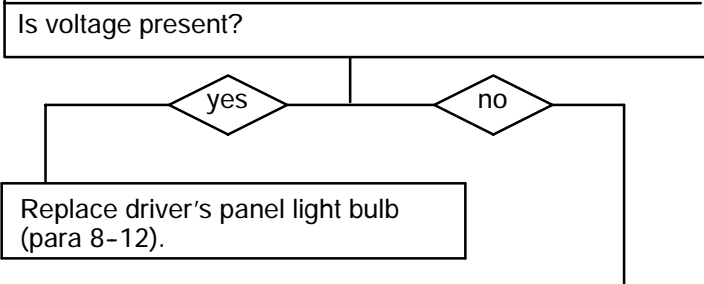 Is voltage present?
yes
no
Replace driver's panel light bulb
(para 8-12).